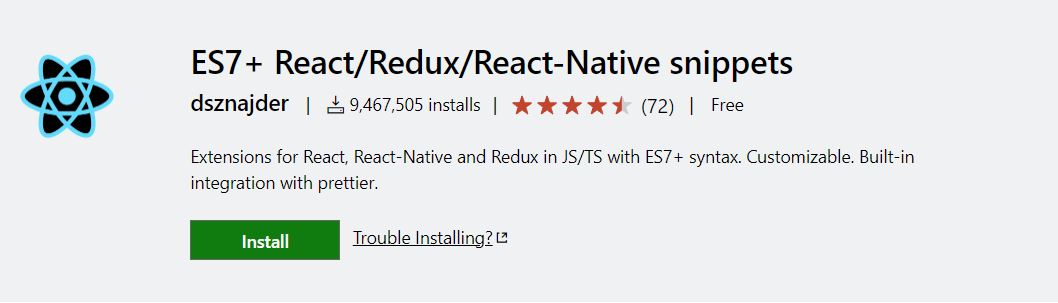 ES7+ React/Redux/React-Native snippets
dsznajder | 9,467,505 installs | (72) | Free
Extensions for React, React-Native and Redux in JS/TS with ES7+ syntax. Customizable. Built-in
integration with prettier.
Install Trouble Installing?